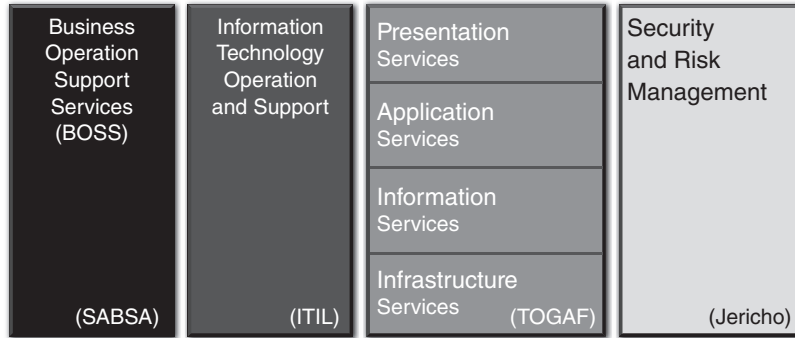 Business
Operation
Support
Services
(BOSS)
(SABSA)
Information
Technology
Operation
and Support
(ITIL)
Presentation
Services
Application
Services
Information
Services
Infrastructure
Services
(TOGAF)
Security
and Risk
Management
(Jericho)